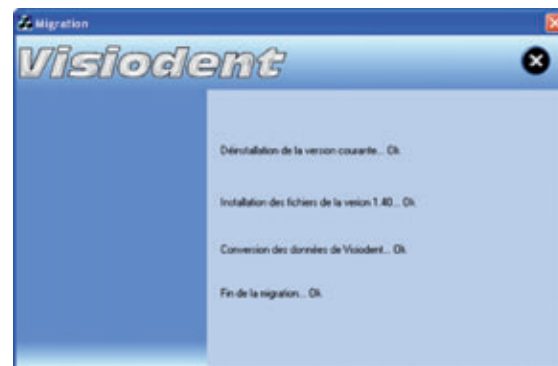 Migration
Visiodent
Désinstallation de la version courante... Ok
Installation des fichiers de la version 1.40... Ok
Conversion des données de Visiodent... Ok
Fin de la migration... Ok